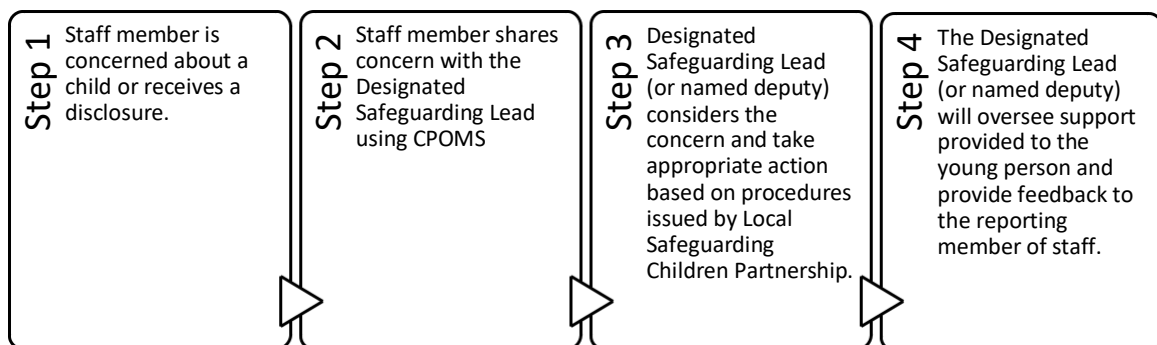 Step 1
Staff member is
concerned about a
child or receives a
disclosure.
Step 2
Staff member shares
concern with the
Designated
Safeguarding Lead
using CPOMS
Step 3
Designated
Safeguarding Lead
(or named deputy)
considers the
concern and take
appropriate action
based on procedures
issued by Local
Safeguarding
Children Partnership.
Step 4
The Designated
Safeguarding Lead
(or named deputy)
will oversee support
provided to the
young person and
provide feedback to
the reporting
member of staff.